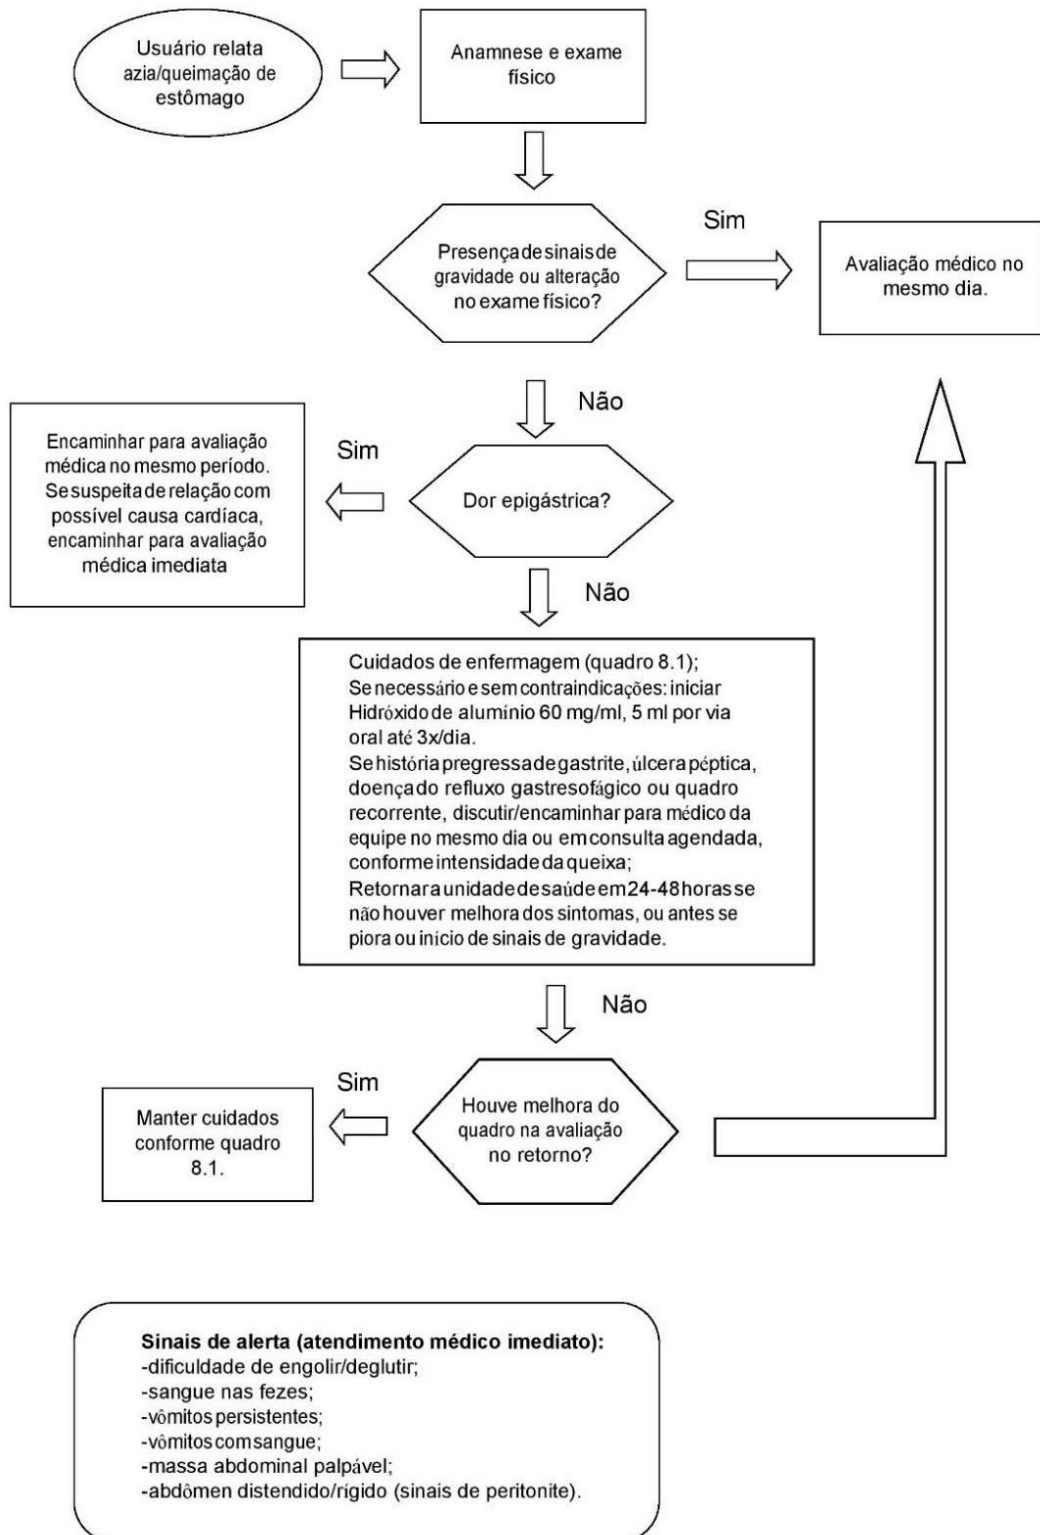 Usuário relata
azia/queimação de
estômago
Anamnese e exame
físico
Presença de sinais de
gravidade ou alteração
no exame físico?
Sim
Avaliação médico no
mesmo dia.
Não
Encaminhar para avaliação
médica no mesmo período.
Se suspeita de relação com
possível causa cardíaca,
encaminhar para avaliação
médica imediata
Sim
Dor epigástrica?
Não
Cuidados de enfermagem (quadro 8.1);
Se necessário e sem contraindicações: iniciar
Hidróxido de alumínio 60 mg/ml, 5 ml por via
oral até 3x/dia.
Se história pregressa de gastrite, úlcera péptica,
doença do refluxo gastresofágico ou quadro
recorrente, discutir/encaminhar para médico da
equipe no mesmo dia ou em consulta agendada,
conforme intensidade da queixa;
Retornar a unidade de saúde em 24-48 horas se
não houver melhora dos sintomas, ou antes se
piora ou início de sinais de gravidade.
Não
Manter cuidados
conforme quadro
8.1.
Sim
Houve melhora do
quadro na avaliação
no retorno?
Sinais de alerta (atendimento médico imediato):
-dificuldade de engolir/deglutir;
-sangue nas fezes;
-vômitos persistentes;
-vômitos com sangue;
-massa abdominal palpável;
-abdômen distendido/rígido (sinais de peritonite).